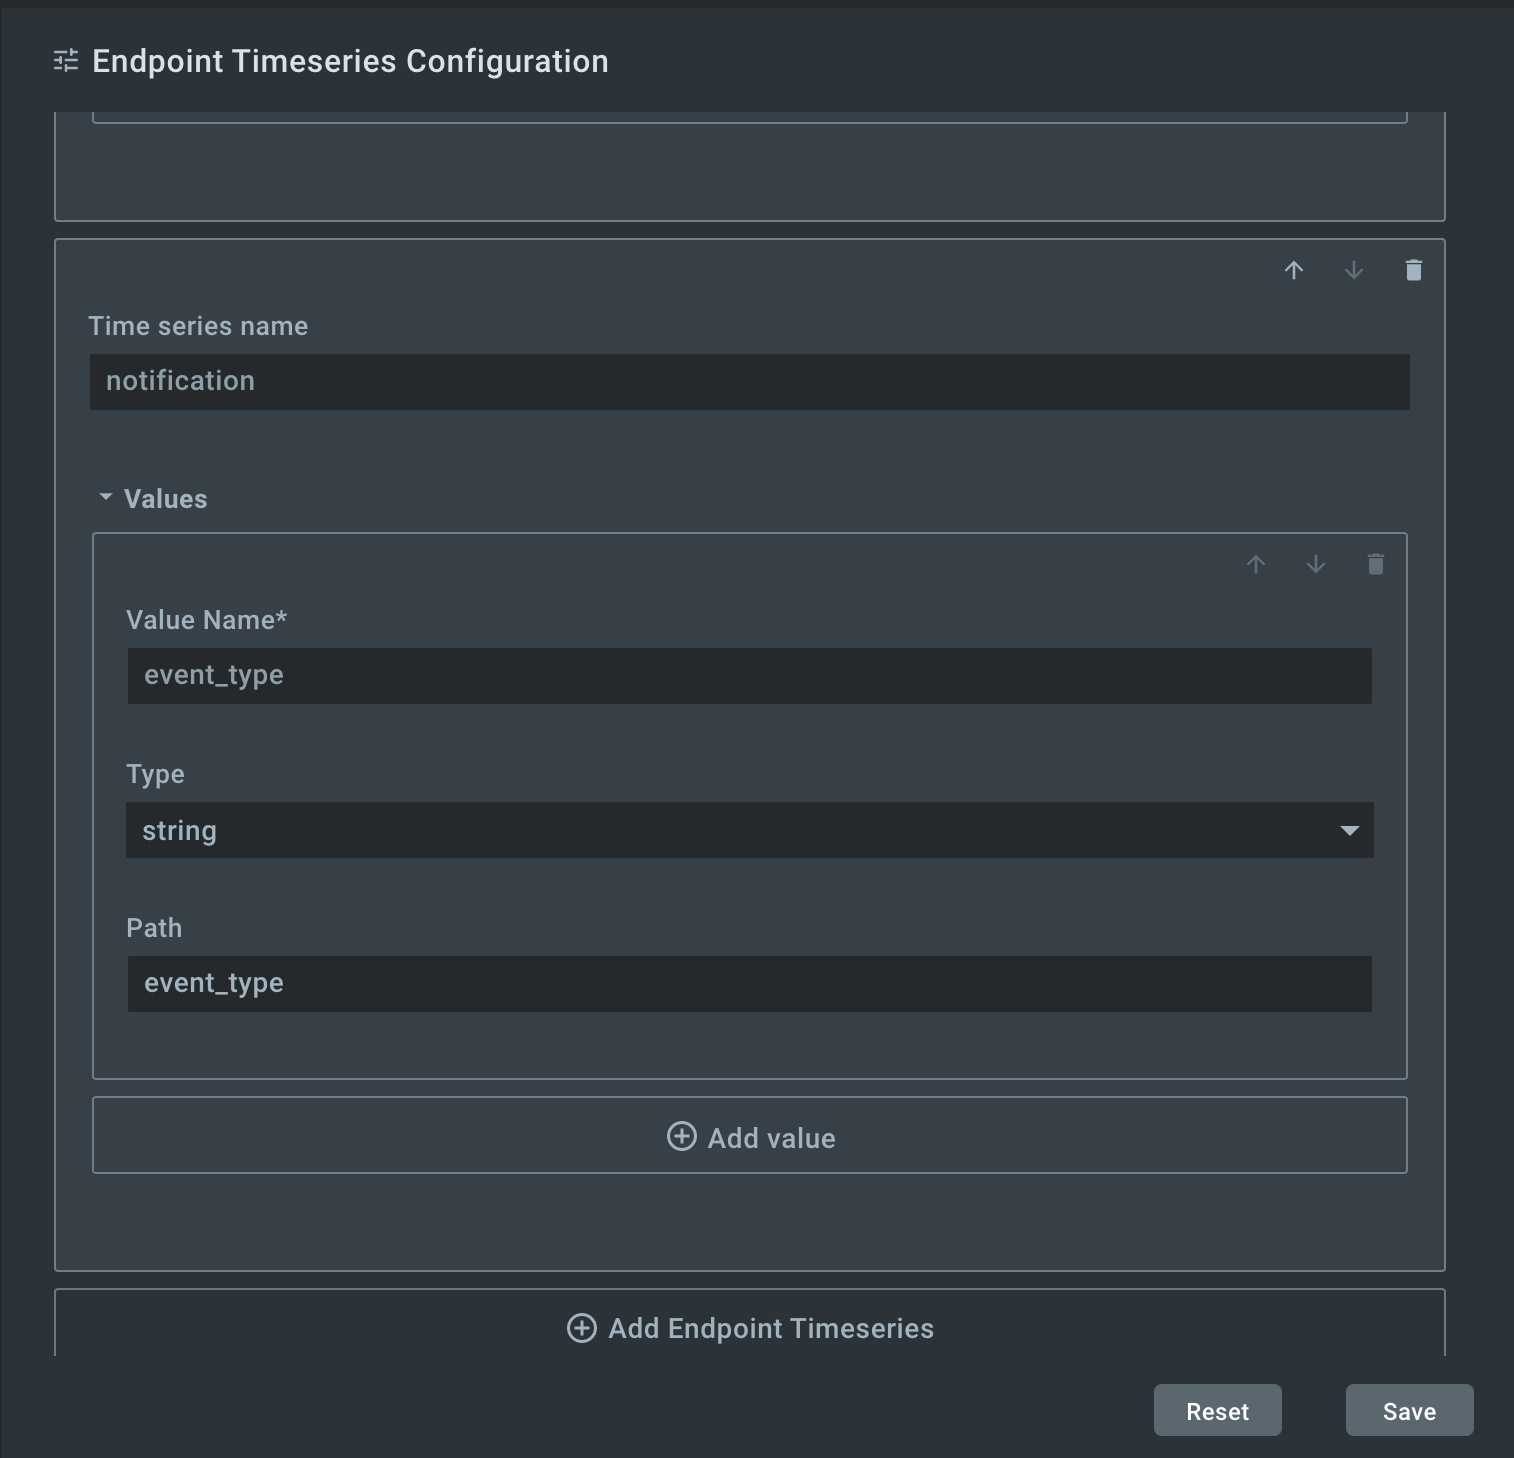 Endpoint Timeseries Configuration
Time series name
notification
Values
Value Name*
event_type
Type
string
Path
event_type
Add value
Add Endpoint Timeseries
Reset
Save